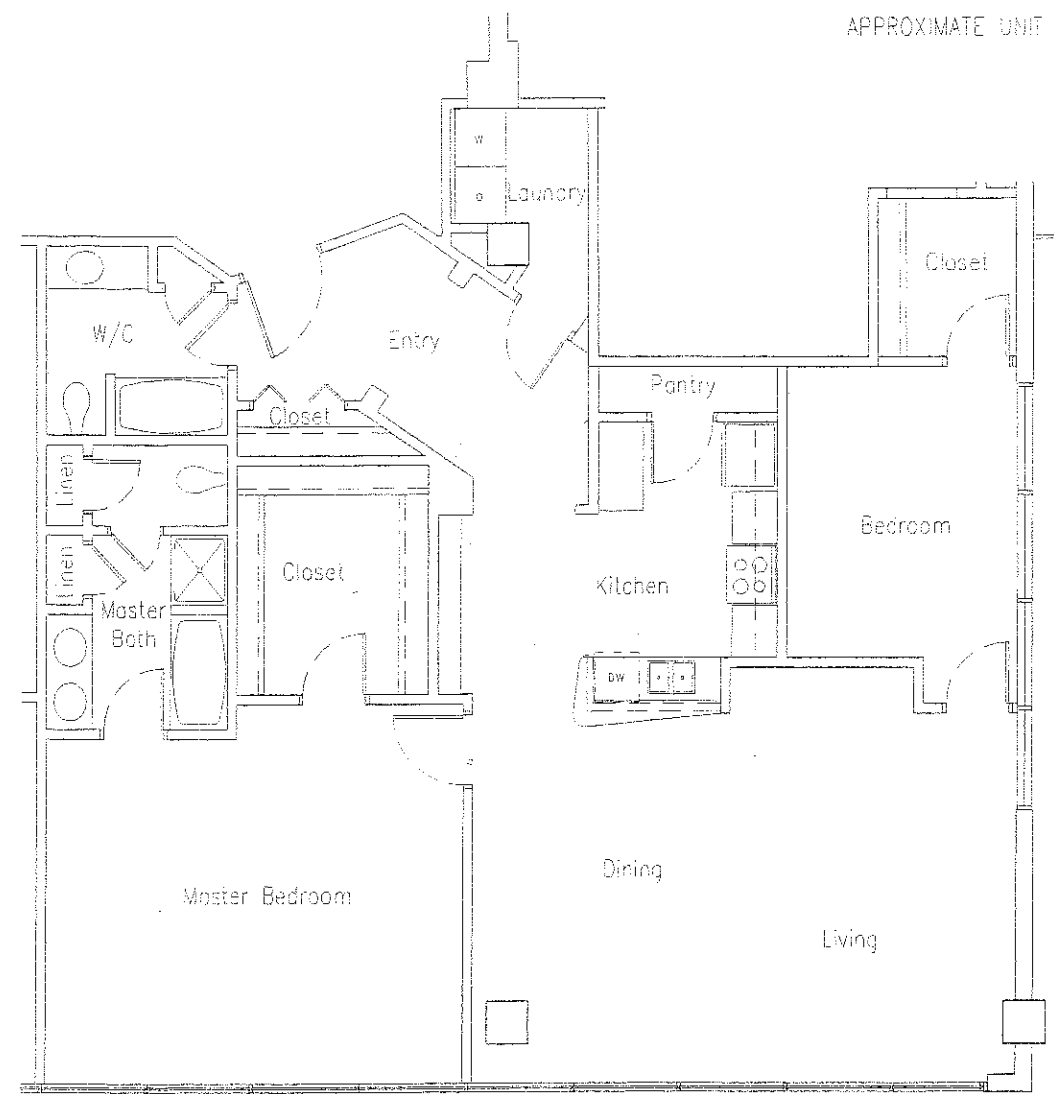 APPROXIMATE UNIT
W
D
Laundry
Closet
W/C
Entry
Pantry
Closet
Linen
Bedroom
Linen
Closet
Kitchen
Master
Bath
DW
Dining
Master Bedroom
Living